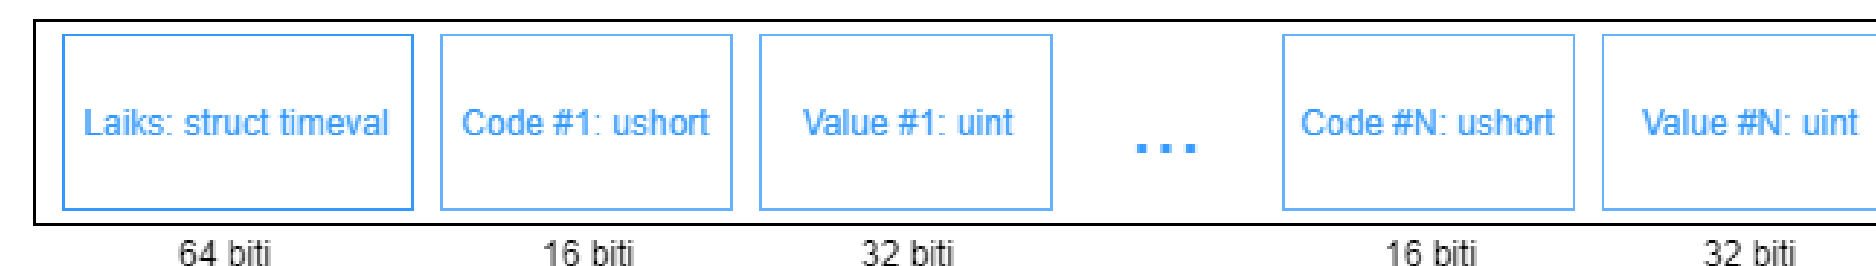 Laiks: struct timeval
Code #1: ushort
Value #1: uint
...
Code #N: ushort
Value #N: uint
64 biti
16 biti
32 biti
16 biti
32 biti